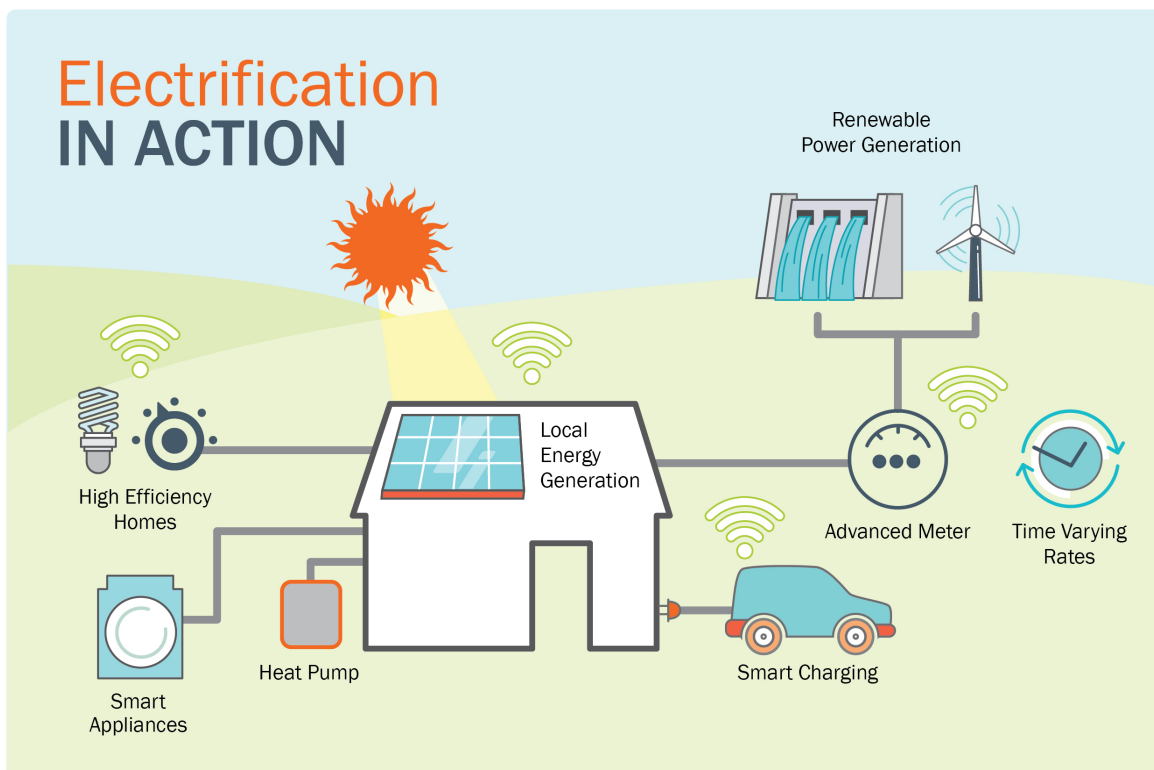 Electrification
IN ACTION
Renewable
Power Generation
Local
Energy
Generation
High Efficiency
Homes
Advanced Meter
Time Varying
Rates
Heat Pump
Smart Charging
Smart
Appliances